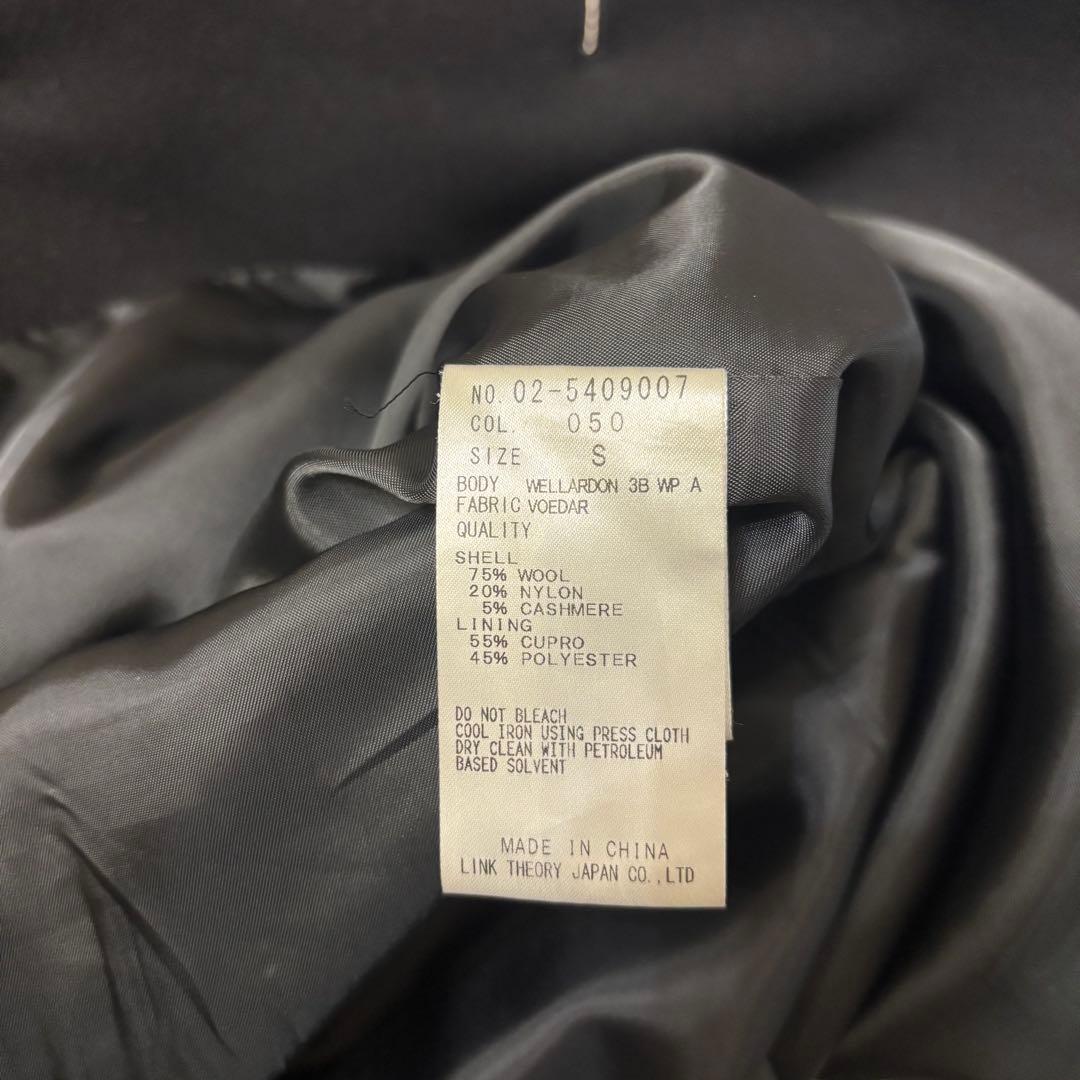 NO. 02-5409007
COL. 050
SIZE S
BODY WELLARDON 3B WP A
FABRIC VOEDAR
QUALITY
SHELL
75% WOOL
20% NYLON
5% CASHMERE
LINING
55% CUPRO
45% POLYESTER
DO NOT BLEACH
COOL IRON USING PRESS CLOTH
DRY CLEAN WITH PETROLEUM
BASED SOLVENT
MADE IN CHINA
LINK THEORY JAPAN CO.,LTD